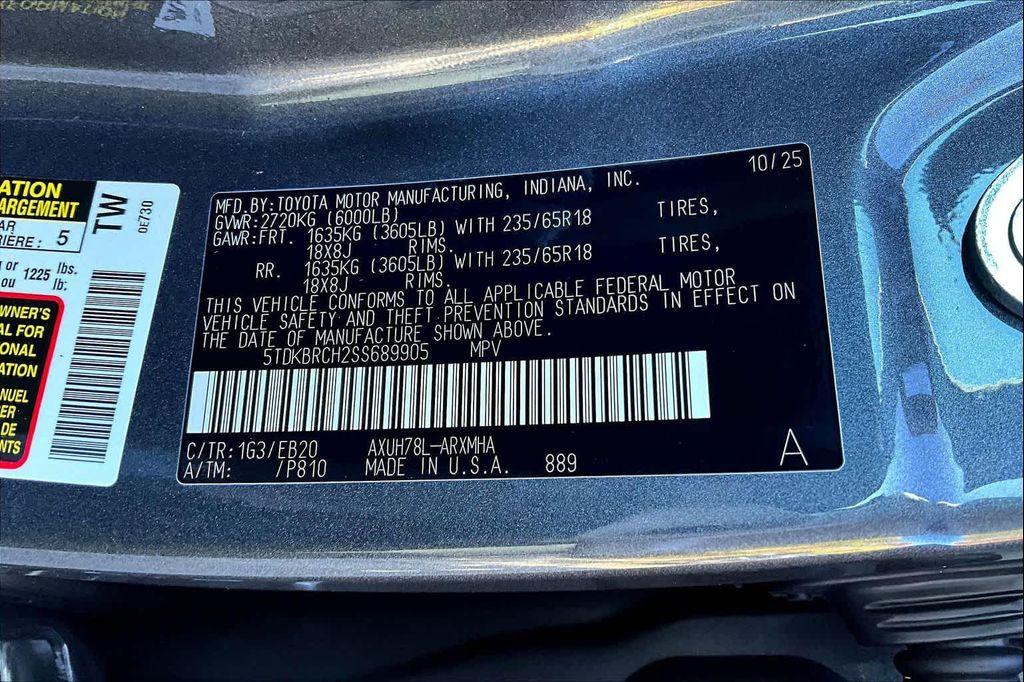 ATION
ARGEMENT
TW
0E730
AR
RIÈRE : 5
or 1225 lbs.
ou lb:
WNER'S
AL FOR
ONAL
ATION
NUEL
ER
DE
NTS
10/25
MFD.BY:TOYOTA MOTOR MANUFACTURING, INDIANA, INC.
GVWR:2720KG (6000LB)
GAWR:FRT. 1635KG (3605LB) WITH 235/65R18 TIRES,
18X8J RIMS.
RR. 1635KG (3605LB) WITH 235/65R18 TIRES,
18X8J RIMS.
THIS VEHICLE CONFORMS TO ALL APPLICABLE FEDERAL MOTOR
VEHICLE SAFETY AND THEFT PREVENTION STANDARDS IN EFFECT ON
THE DATE OF MANUFACTURE SHOWN ABOVE.
5TDKBRCH2SS689905 MPV
C/TR: 1G3/EB20 AXUH78L-ARXMHA
A/TM: /P810 MADE IN U.S.A. 889
A